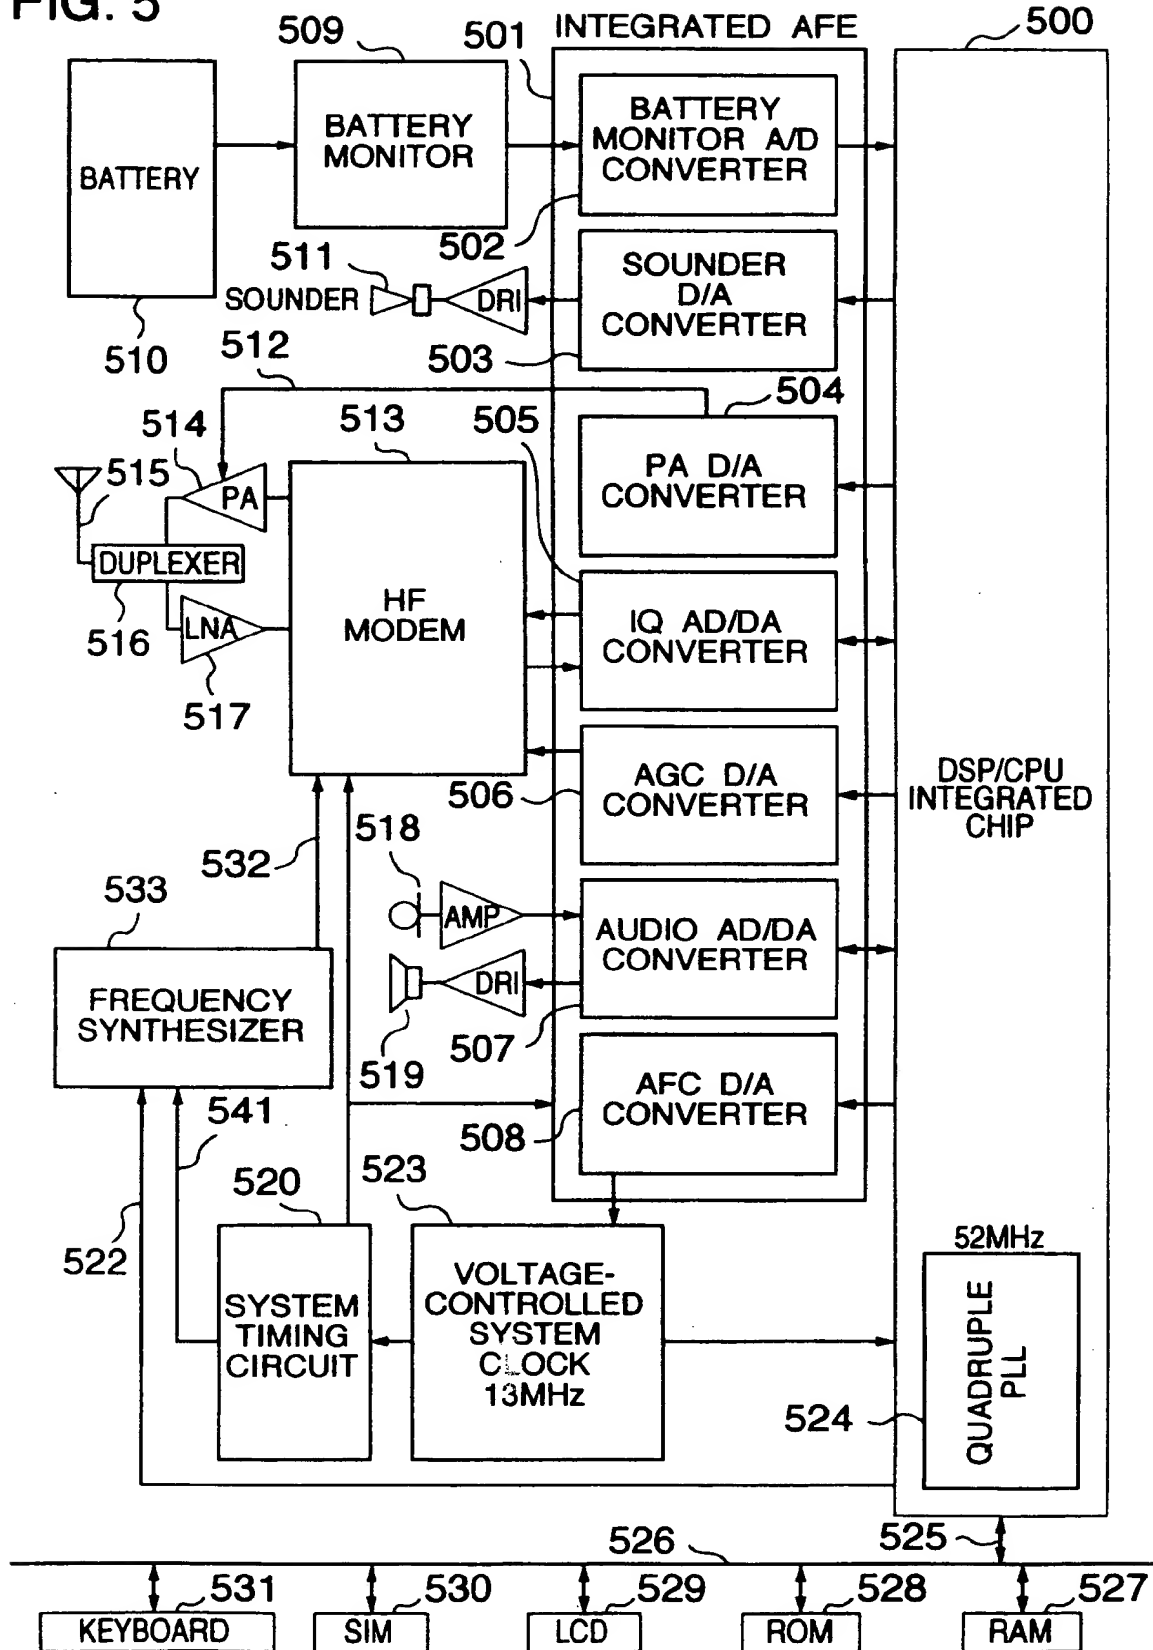 FIG. 5
509
501
INTEGRATED AFE
500
BATTERY
510
BATTERY
MONITOR
BATTERY
MONITOR A/D
CONVERTER
502
511
SOUNDER
DRI
SOUNDER
D/A
CONVERTER
503
512
504
514
513
505
515
PA
PA D/A
CONVERTER
DUPLEXER
516
LNA
517
HF
MODEM
IQ AD/DA
CONVERTER
506
AGC D/A
CONVERTER
DSP/CPU
INTEGRATED
CHIP
518
532
533
AMP
AUDIO AD/DA
CONVERTER
DRI
507
519
FREQUENCY
SYNTHESIZER
541
AFC D/A
CONVERTER
508
520
523
522
SYSTEM
TIMING
CIRCUIT
VOLTAGE-
CONTROLLED
SYSTEM
CLOCK
13MHz
52MHz
QUADRUPLE
PLL
524
525
526
531
530
529
528
527
KEYBOARD
SIM
LCD
ROM
RAM